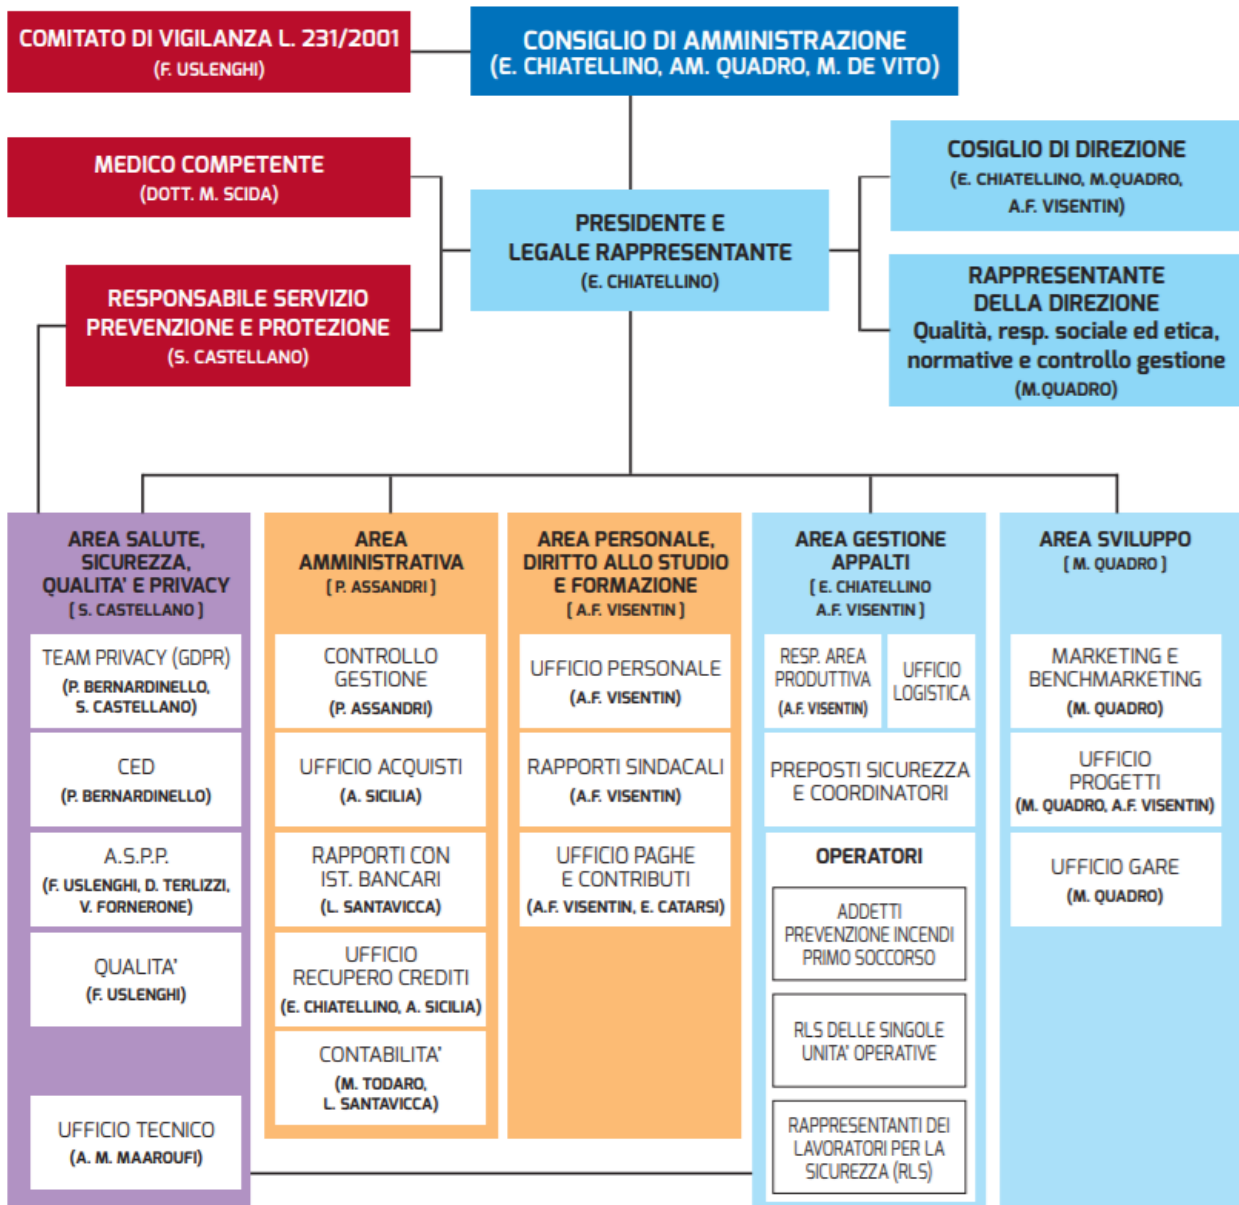 COMITATO DI VIGILANZA L. 231/2001
(F. USLENGHI)
CONSIGLIO DI AMMINISTRAZIONE
(E. CHIATELLINO, AM. QUADRO, M. DE VITO)
MEDICO COMPETENTE
(DOTT. M. SCIDA)
COSIGLIO DI DIREZIONE
(E. CHIATELLINO, M.QUADRO,
A.F. VISENTIN)
PRESIDENTE E
LEGALE RAPPRESENTANTE
(E. CHIATELLINO)
RESPONSABILE SERVIZIO
PREVENZIONE E PROTEZIONE
(S. CASTELLANO)
RAPPRESENTANTE
DELLA DIREZIONE
Qualità, resp. sociale ed etica,
normative e controllo gestione
(M.QUADRO)
AREA SALUTE,
SICUREZZA,
QUALITA' E PRIVACY
[ S. CASTELLANO ]
TEAM PRIVACY (GDPR)
(P. BERNARDINELLO,
S. CASTELLANO)
CED
(P. BERNARDINELLO)
A.S.P.P.
(F. USLENGHI, D. TERLIZZI,
V. FORNERONE)
QUALITA'
(F. USLENGHI)
UFFICIO TECNICO
(A. M. MAAROUFI)
AREA
AMMINISTRATIVA
[ P. ASSANDRI ]
CONTROLLO
GESTIONE
(P. ASSANDRI)
UFFICIO ACQUISTI
(A. SICILIA)
RAPPORTI CON
IST. BANCARI
(L. SANTAVICCA)
UFFICIO
RECUPERO CREDITI
(E. CHIATELLINO, A. SICILIA)
CONTABILITA'
(M. TODARO,
L. SANTAVICCA)
AREA PERSONALE,
DIRITTO ALLO STUDIO
E FORMAZIONE
[ A.F. VISENTIN ]
UFFICIO PERSONALE
(A.F. VISENTIN)
RAPPORTI SINDACALI
(A.F. VISENTIN)
UFFICIO PAGHE
E CONTRIBUTI
(A.F. VISENTIN, E. CATARSI)
AREA GESTIONE
APPALTI
[ E. CHIATELLINO
A.F. VISENTIN ]
RESP. AREA
PRODUTTIVA
(A.F. VISENTIN)
UFFICIO
LOGISTICA
PREPOSTI SICUREZZA
E COORDINATORI
OPERATORI
ADDETTI
PREVENZIONE INCENDI
PRIMO SOCCORSO
RLS DELLE SINGOLE
UNITA' OPERATIVE
RAPPRESENTANTI DEI
LAVORATORI PER LA
SICUREZZA (RLS)
AREA SVILUPPO
[ M. QUADRO ]
MARKETING E
BENCHMARKETING
(M. QUADRO)
UFFICIO
PROGETTI
(M. QUADRO, A.F. VISENTIN)
UFFICIO GARE
(M. QUADRO)